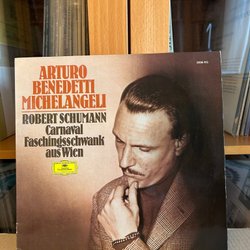 ARTURO
BENEDETTI
MICHELANGELI
ROBERT SCHUMANN
Carnaval
Faschingsschwank
aus Wien